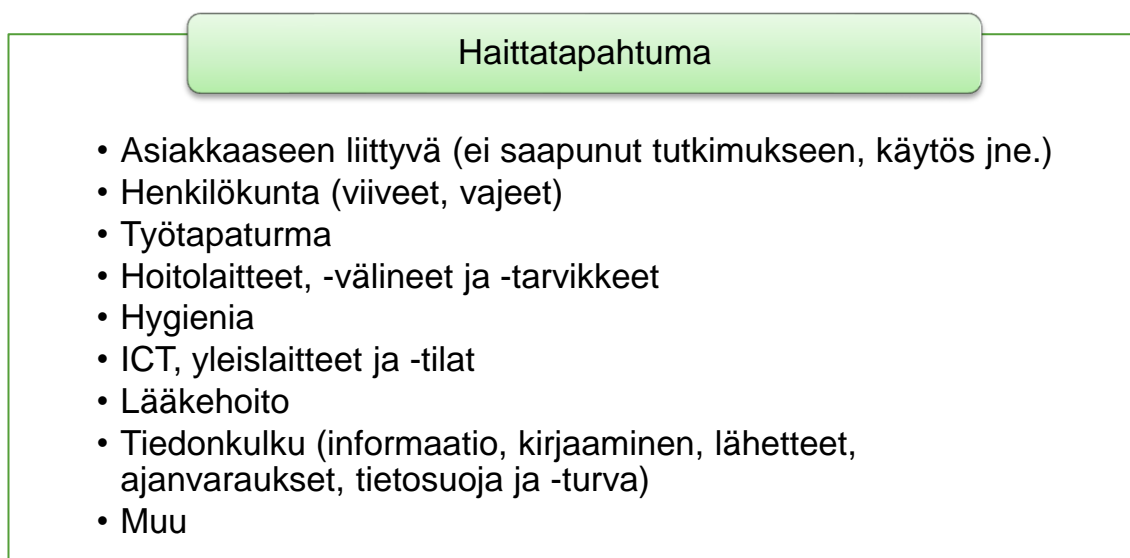 Haittatapahtuma
• Asiakkaaseen liittyvä (ei saapunut tutkimukseen, käytös jne.)
• Henkilökunta (viiveet, vajeet)
• Työtapaturma
• Hoitolaitteet, -välineet ja -tarvikkeet
• Hygienia
• ICT, yleislaitteet ja -tilat
• Lääkehoito
• Tiedonkulku (informaatio, kirjaaminen, lähetteet,
ajanvaraukset, tietosuoja ja -turva)
• Muu